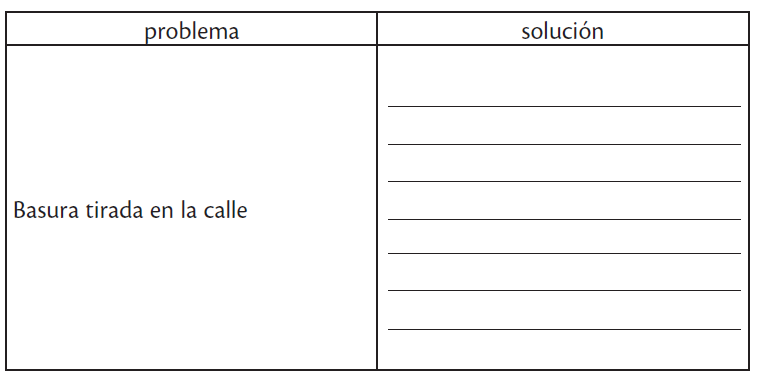 problema
solución
Basura tirada en la calle